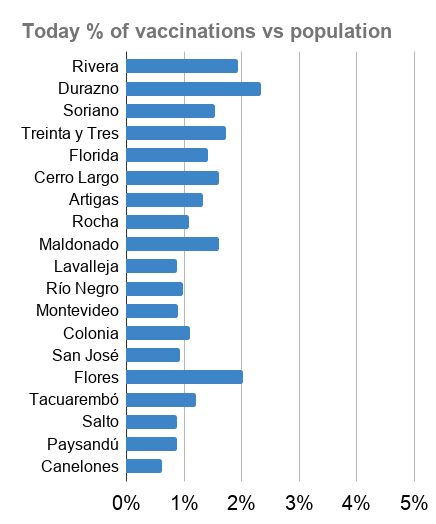 Today % of vaccinations vs population
Rivera
Durazno
Soriano
Treinta y Tres
Florida
Cerro Largo
Artigas
Rocha
Maldonado
Lavalleja
Río Negro
Montevideo
Colonia
San José
Flores
Tacuarembó
Salto
Paysandú
Canelones
0% 1% 2% 3% 4% 5%